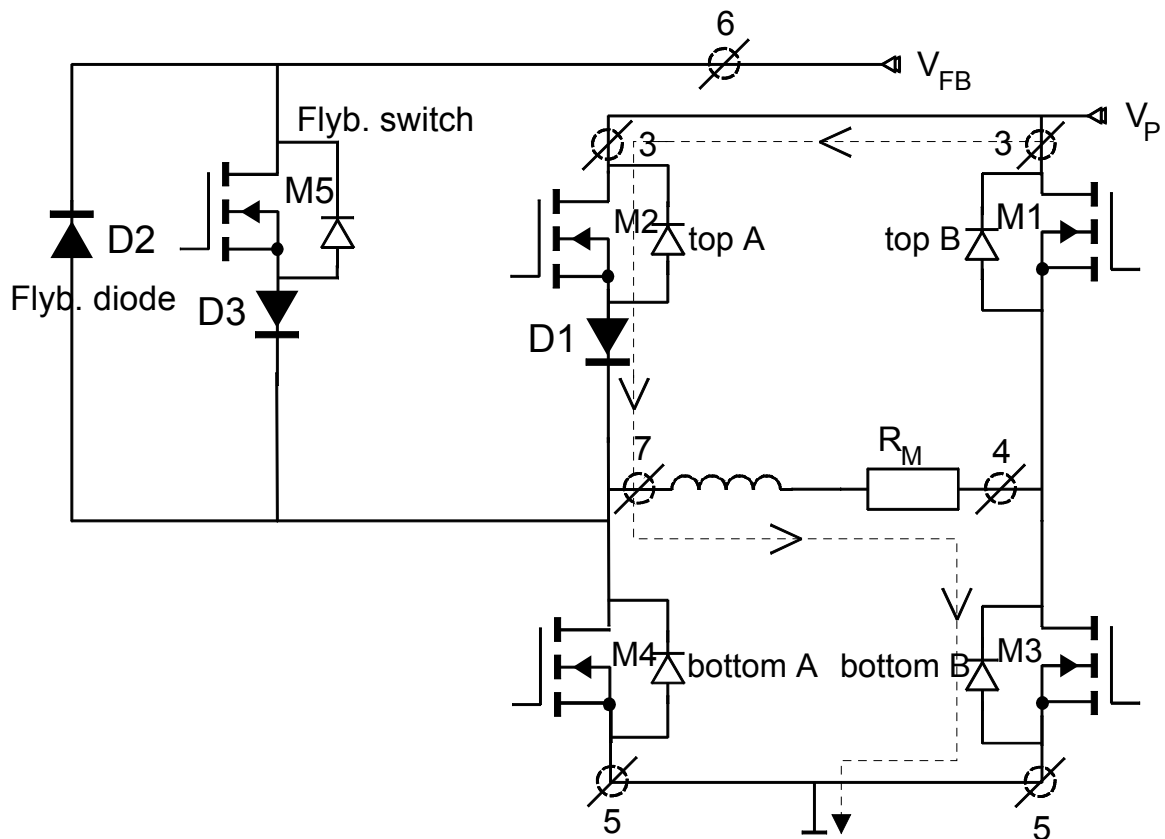 6
V_FB
Flyb. switch
V_P
3
3
M5
M2
M1
D2
top A
top B
Flyb. diode
D3
D1
R_M
7
4
M4
bottom A
bottom B
M3
5
5